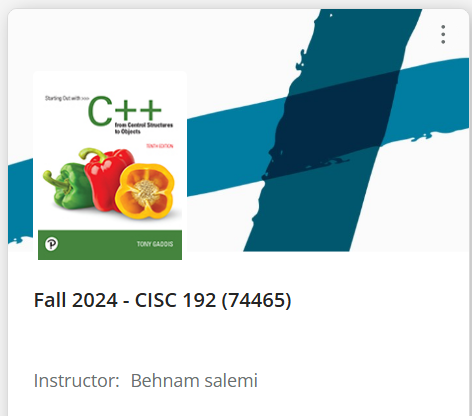 Starting Out with >>>
C++
from Control Structures
to Objects
TENTH EDITION
P
TONY GADDIS
Fall 2024 - CISC 192 (74465)
Instructor: Behnam salemi